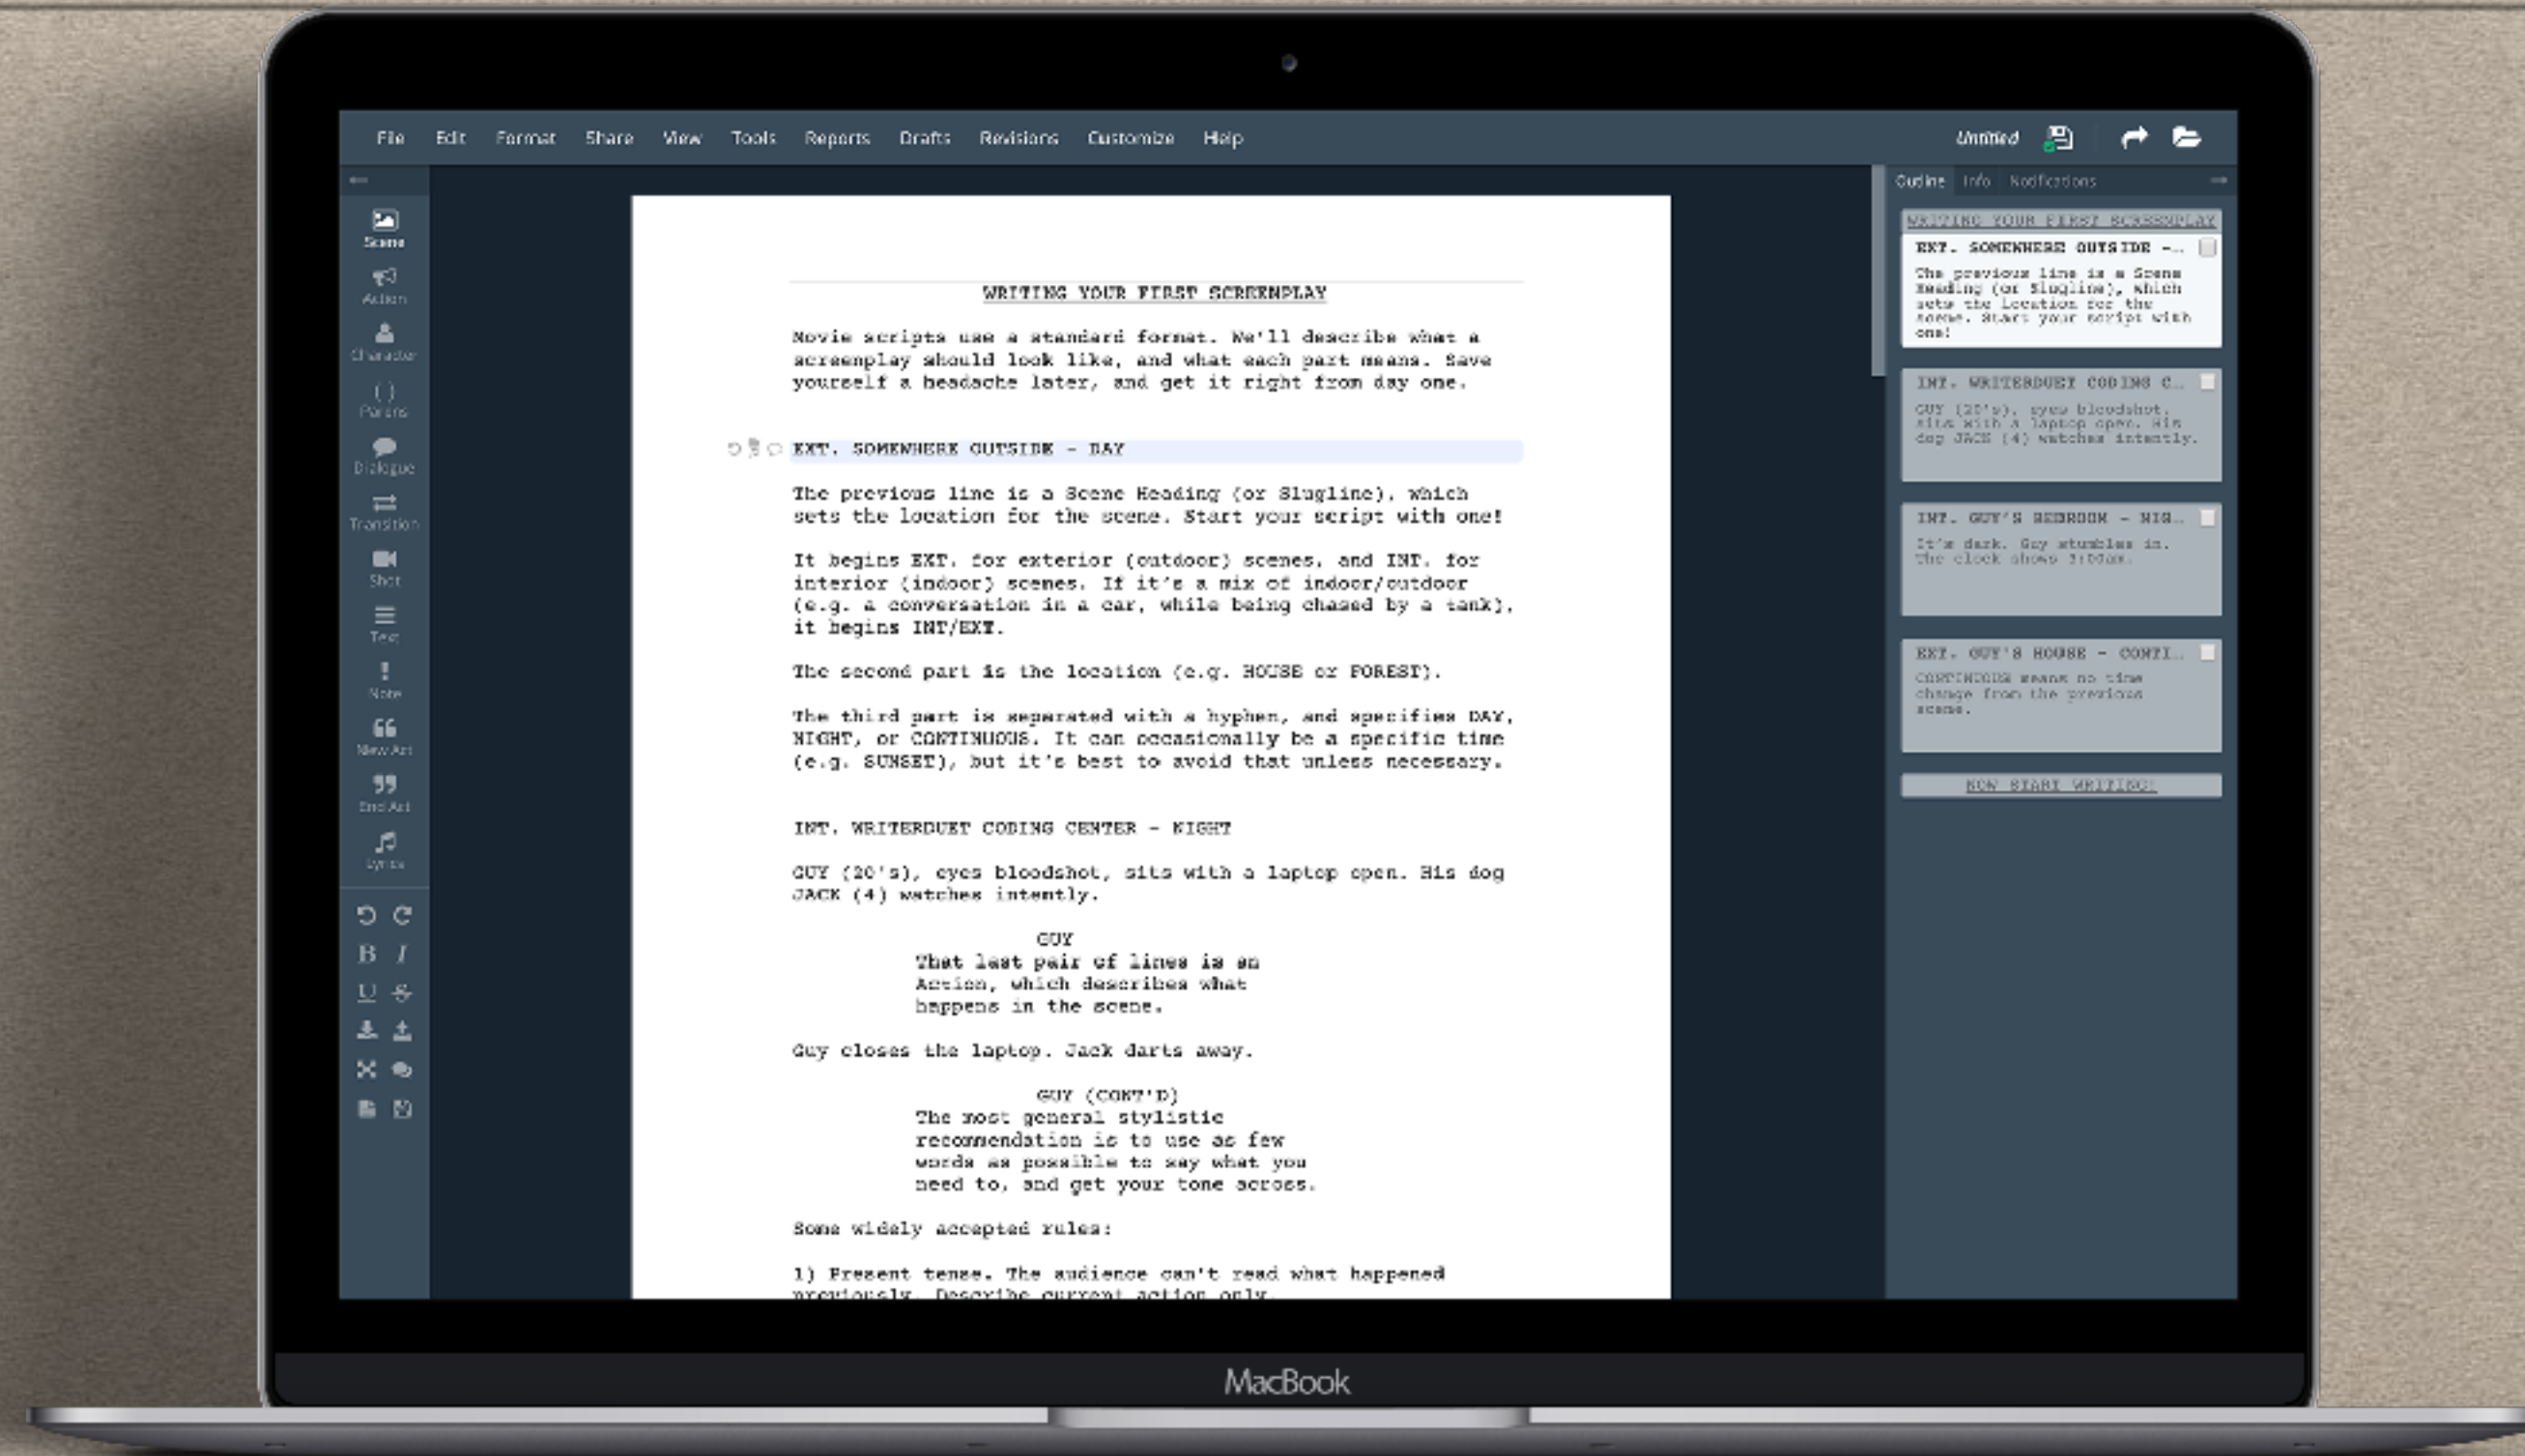 File Edit Format Share View Tools Reports Drafts Revisions Customize Help
Untitled
Scene
Action
Character
( )
Parens
Dialogue
Transition
Shot
Text
Note
New Act
End Act
Lyrics
B I
U S
WRITING YOUR FIRST SCREENPLAY
Movie scripts use a standard format. We'll describe what a
screenplay should look like, and what each part means. Save
yourself a headache later, and get it right from day one.
EXT. SOMEWHERE OUTSIDE - DAY
The previous line is a Scene Heading (or Slugline), which
sets the location for the scene. Start your script with one!
It begins EXT. for exterior (outdoor) scenes, and INT. for
interior (indoor) scenes. If it's a mix of indoor/outdoor
(e.g. a conversation in a car, while being chased by a tank),
it begins INT/EXT.
The second part is the location (e.g. HOUSE or FOREST).
The third part is separated with a hyphen, and specifies DAY,
NIGHT, or CONTINUOUS. It can occasionally be a specific time
(e.g. SUNSET), but it's best to avoid that unless necessary.
INT. WRITERDUET CODING CENTER - NIGHT
GUY (20's), eyes bloodshot, sits with a laptop open. His dog
JACK (4) watches intently.
GUY
That last pair of lines is an
Action, which describes what
happens in the scene.
Guy closes the laptop. Jack darts away.
GUY (CONT'D)
The most general stylistic
recommendation is to use as few
words as possible to say what you
need to, and get your tone across.
Some widely accepted rules:
1) Present tense. The audience can't read what happened
previously. Describe current action only.
Outline Info Notifications
WRITING YOUR FIRST SCREENPLAY
EXT. SOMEWHERE OUTSIDE -…
The previous line is a Scene
Heading (or Slugline), which
sets the location for the
scene. Start your script with
one!
INT. WRITERDUET CODING C…
GUY (20's), eyes bloodshot,
sits with a laptop open. His
dog JACK (4) watches intently.
INT. GUY'S BEDROOM - NIG…
It's dark. Guy stumbles in.
The clock shows 3:00am.
EXT. GUY'S HOUSE - CONTI…
CONTINUOUS means no time
change from the previous
scene.
NOW START WRITING!
MacBook